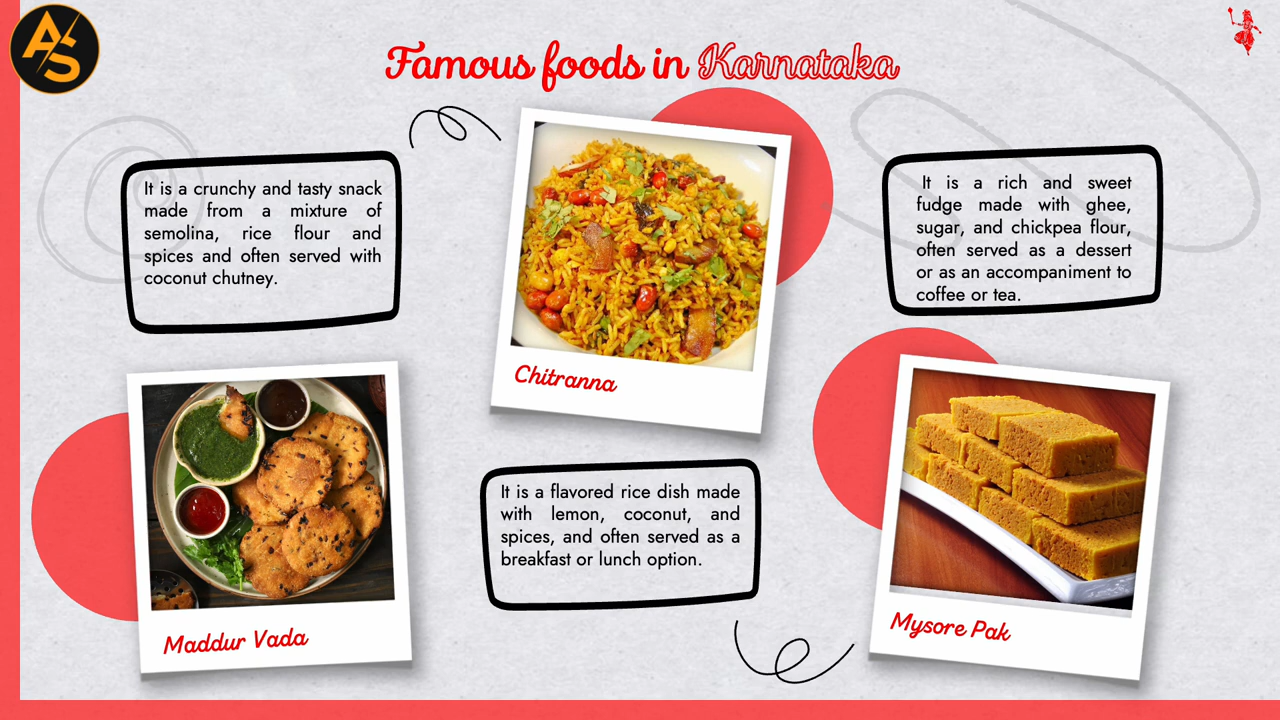 AS
Famous foods in Karnataka
It is a crunchy and tasty snack
made from a mixture of
semolina, rice flour and
spices and often served with
coconut chutney.
Maddur Vada
Chitranna
It is a flavored rice dish made
with lemon, coconut, and
spices, and often served as a
breakfast or lunch option.
It is a rich and sweet
fudge made with ghee,
sugar, and chickpea flour,
often served as a dessert
or as an accompaniment to
coffee or tea.
Mysore Pak